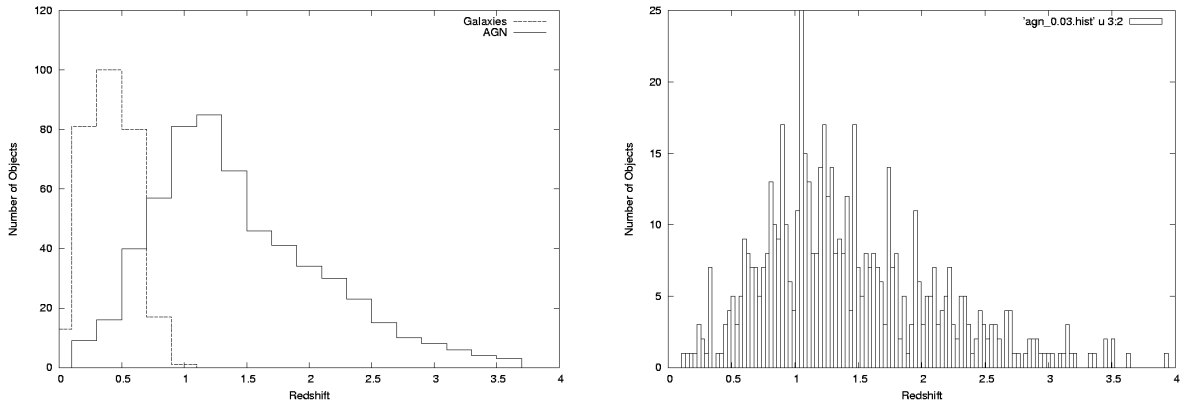 120
100
80
60
40
20
0
Number of Objects
Galaxies
AGN
0 0.5 1 1.5 2 2.5 3 3.5 4
Redshift
25
20
15
10
5
0
Number of Objects
'agn_0.03.hist' u 3:2
0 0.5 1 1.5 2 2.5 3 3.5 4
Redshift